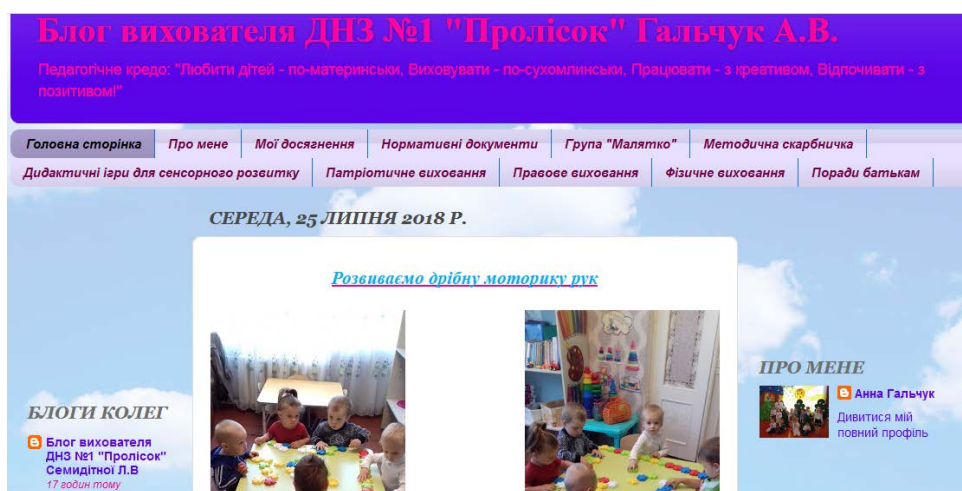 Блог вихователя ДНЗ №1 "Пролісок" Гальчук А.В.
Педагогічне кредо: "Любити дітей - по-материнськи, Виховувати - по-сухомлинськи, Працювати - з креативом, Відпочивати - з
позитивом!"
Головна сторінка Про мене Мої досягнення Нормативні документи Група "Малятко" Методична скарбничка
Дидактичні ігри для сенсорного розвитку Патріотичне виховання Правове виховання Фізичне виховання Поради батькам
СЕРЕДА, 25 ЛИПНЯ 2018 Р.
Розвиваємо дрібну моторику рук
БЛОГИ КОЛЕГ
Блог вихователя
ДНЗ №1 "Пролісок"
Семидітної Л.В
17 годин тому
ПРО МЕНЕ
Анна Гальчук
Дивитися мій
повний профіль